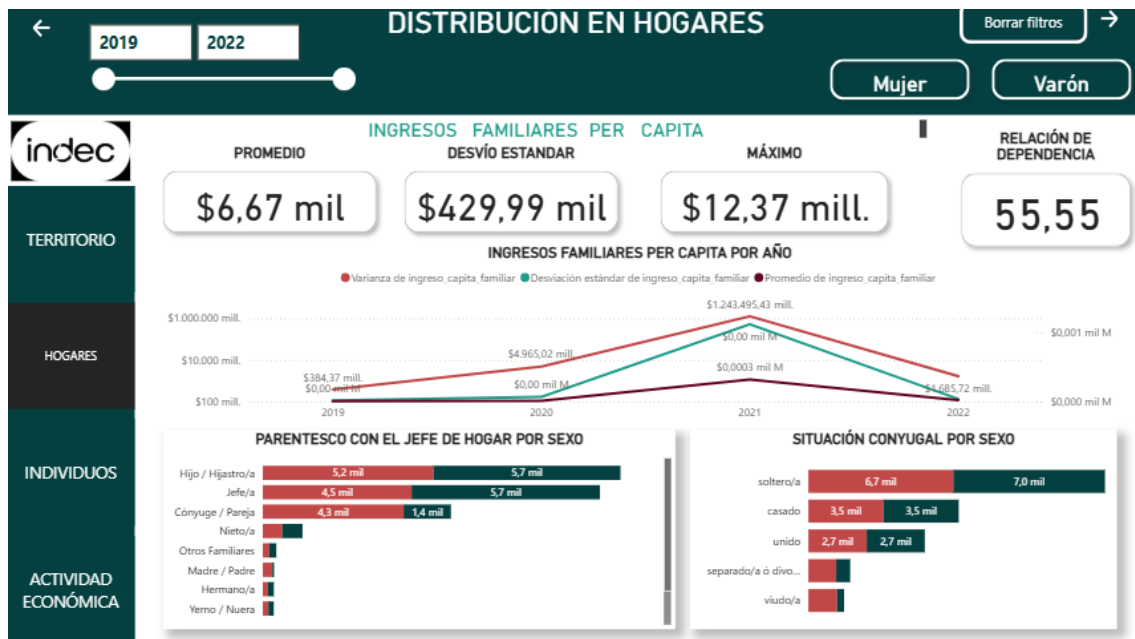 DISTRIBUCIÓN EN HOGARES
Borrar filtros
2019
2022
Mujer
Varón
indec
TERRITORIO
HOGARES
INDIVIDUOS
ACTIVIDAD
ECONÓMICA
INGRESOS FAMILIARES PER CAPITA
PROMEDIO
DESVÍO ESTANDAR
MÁXIMO
RELACIÓN DE
DEPENDENCIA
$6,67 mil
$429,99 mil
$12,37 mill.
55,55
INGRESOS FAMILIARES PER CAPITA POR AÑO
Varianza de ingreso_capita_familiar
Desviación estándar de ingreso_capita_familiar
Promedio de ingreso_capita_familiar
$1.000.000 mill.
$10.000 mill.
$100 mill.
$384,37 mill.
$0,00 mil M
$4.965,02 mill.
$0,00 mil M
$1.243.495,43 mill.
$0,00 mil M
$0,0003 mil M
$1.685,72 mill.
$0,001 mil M
$0,000 mil M
2019
2020
2021
2022
PARENTESCO CON EL JEFE DE HOGAR POR SEXO
Hijo / Hijastro/a
5,2 mil
5,7 mil
Jefe/a
4,5 mil
5,7 mil
Cónyuge / Pareja
4,3 mil
1,4 mil
Nieto/a
Otros Familiares
Madre / Padre
Hermano/a
Yerno / Nuera
SITUACIÓN CONYUGAL POR SEXO
soltero/a
6,7 mil
7,0 mil
casado
3,5 mil
3,5 mil
unido
2,7 mil
2,7 mil
separado/a ó divo...
viudo/a